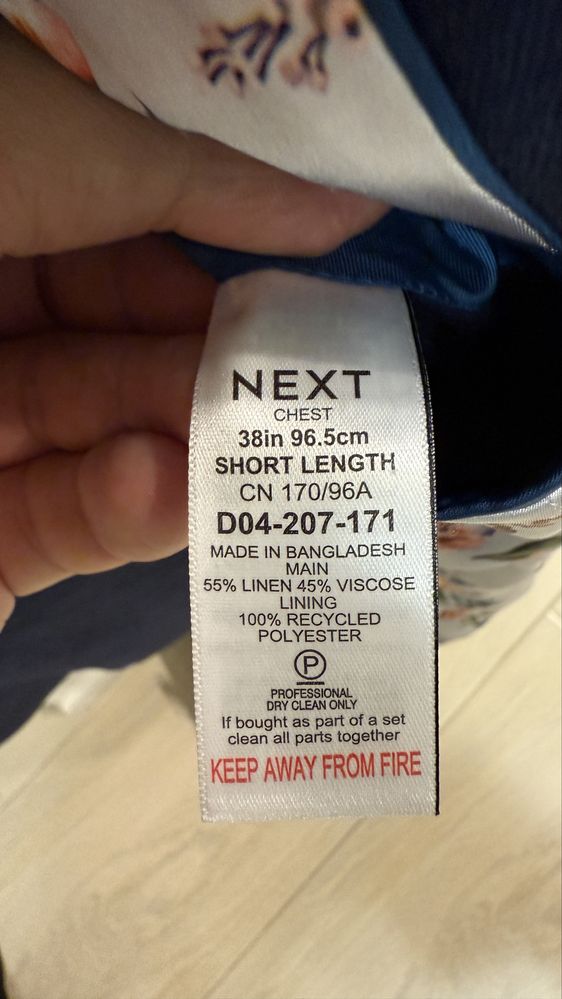 NEXT
CHEST
38in 96.5cm
SHORT LENGTH
CN 170/96A
D04-207-171
MADE IN BANGLADESH
MAIN
55% LINEN 45% VISCOSE
LINING
100% RECYCLED
POLYESTER
P
PROFESSIONAL
DRY CLEAN ONLY
If bought as part of a set
clean all parts together
KEEP AWAY FROM FIRE